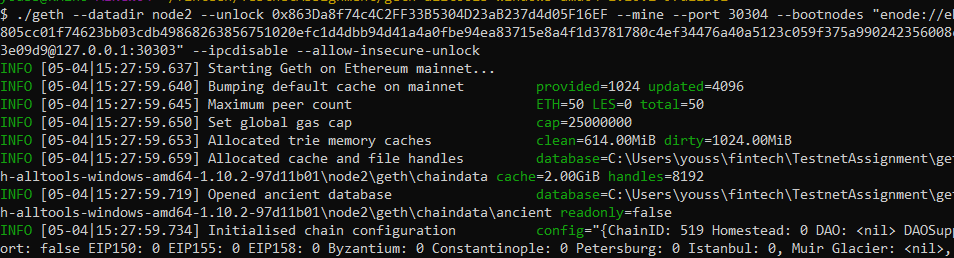 $ ./geth --datadir node2 --unlock 0x863Da8f74c4C2FF33B5304D23aB237d4d05F16EF --mine --port 30304 --bootnodes "enode://e
805cc01f74623bb03cdb49868263856751020efc1d4dbb94d41a4a0fbe94ea83715e8a4f1d3781780c4ef34476a40a5123c059f375a990242356008
3e09d9@127.0.0.1:30303" --ipcdisable --allow-insecure-unlock
INFO [05-04|15:27:59.637] Starting Geth on Ethereum mainnet...
INFO [05-04|15:27:59.640] Bumping default cache on mainnet provided=1024 updated=4096
INFO [05-04|15:27:59.645] Maximum peer count ETH=50 LES=0 total=50
INFO [05-04|15:27:59.650] Set global gas cap cap=25000000
INFO [05-04|15:27:59.653] Allocated trie memory caches clean=614.00MiB dirty=1024.00MiB
INFO [05-04|15:27:59.659] Allocated cache and file handles database=C:\Users\youss\fintech\TestnetAssignment\get
h-alltools-windows-amd64-1.10.2-97d11b01\node2\geth\chaindata cache=2.00GiB handles=8192
INFO [05-04|15:27:59.719] Opened ancient database database=C:\Users\youss\fintech\TestnetAssignment\get
h-alltools-windows-amd64-1.10.2-97d11b01\node2\geth\chaindata\ancient readonly=false
INFO [05-04|15:27:59.734] Initialised chain configuration config="{ChainID: 519 Homestead: 0 DAO: <nil> DAOSupp
ort: false EIP150: 0 EIP155: 0 EIP158: 0 Byzantium: 0 Constantinople: 0 Petersburg: 0 Istanbul: 0, Muir Glacier: <nil>,